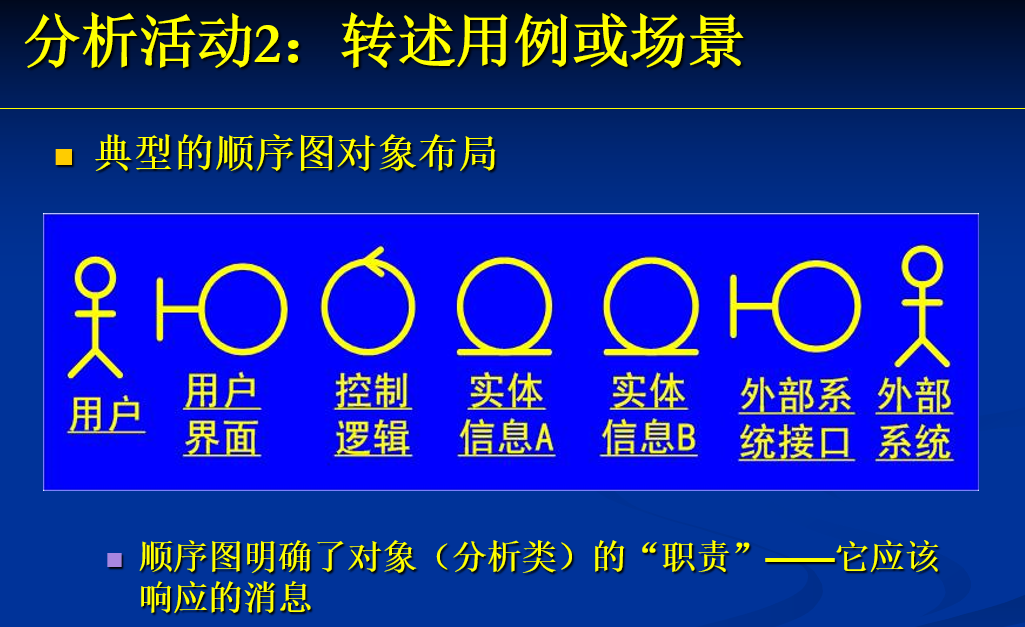 分析活动2：转述用例或场景
典型的顺序图对象布局
用户
用户
界面
控制
逻辑
实体
信息A
实体
信息B
外部系
统接口
外部
系统
顺序图明确了对象（分析类）的“职责”——它应该
响应的消息